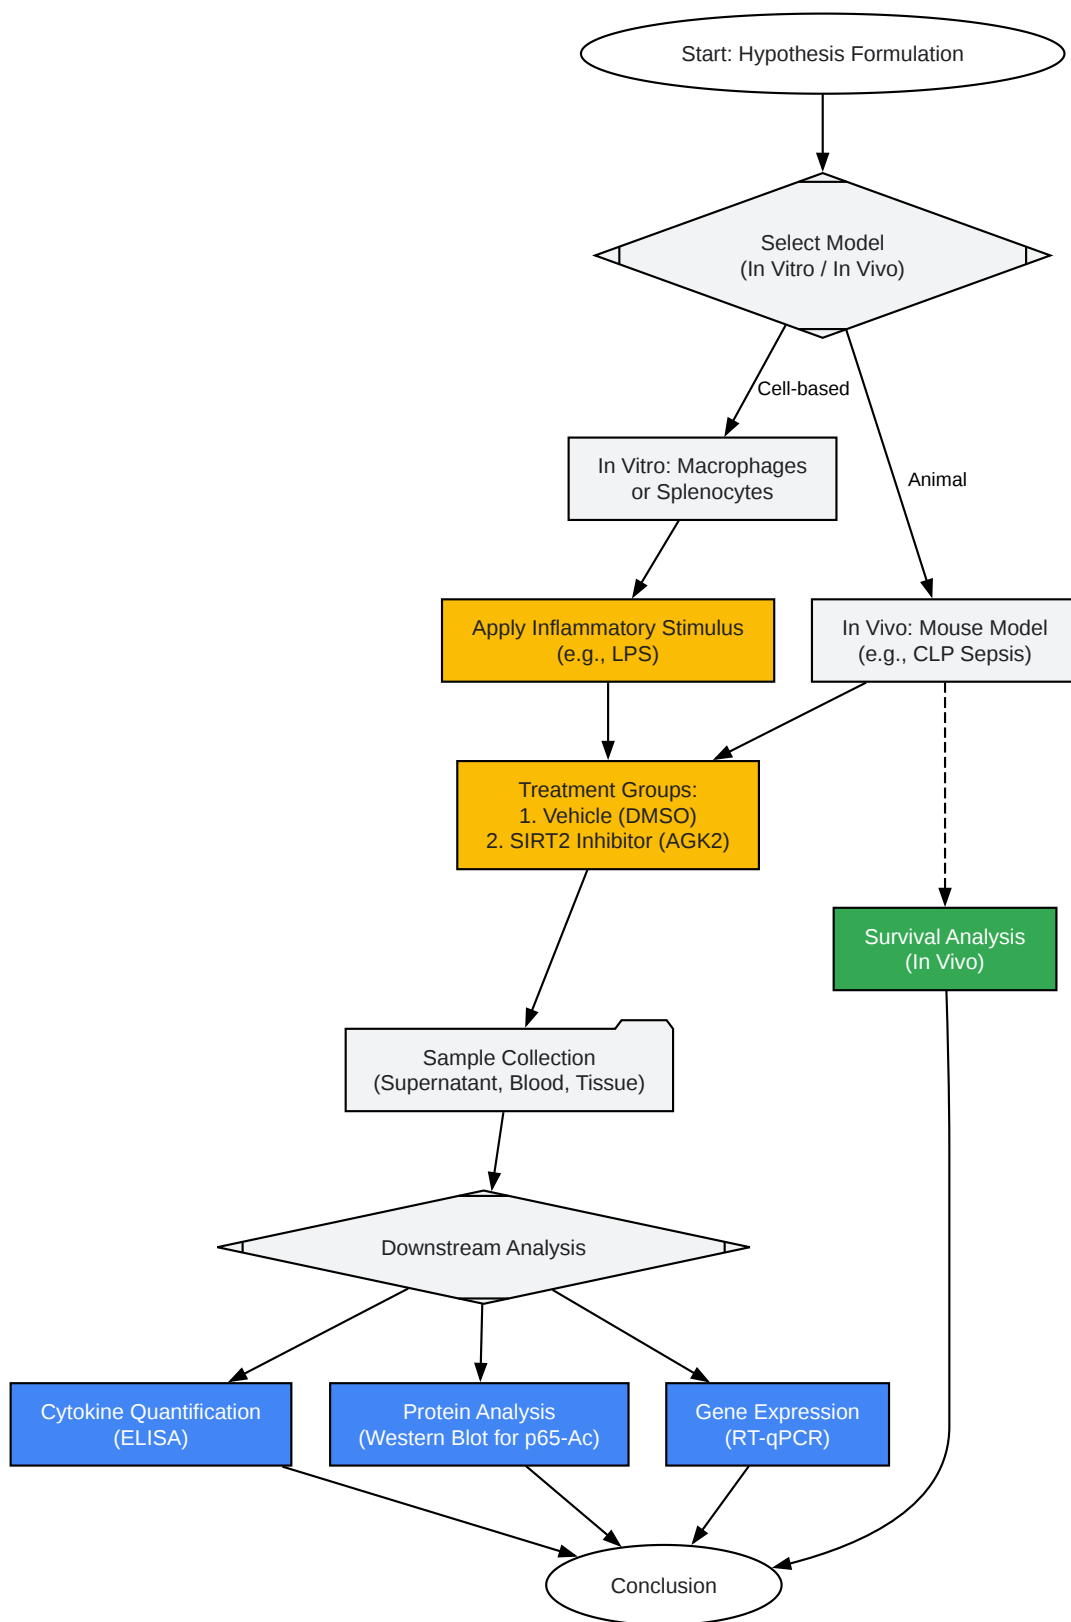 Start: Hypothesis Formulation
Select Model
(In Vitro / In Vivo)
Cell-based
In Vitro: Macrophages
or Splenocytes
Animal
Apply Inflammatory Stimulus
(e.g., LPS)
In Vivo: Mouse Model
(e.g., CLP Sepsis)
Treatment Groups:
1. Vehicle (DMSO)
2. SIRT2 Inhibitor (AGK2)
Survival Analysis
(In Vivo)
Sample Collection
(Supernatant, Blood, Tissue)
Downstream Analysis
Cytokine Quantification
(ELISA)
Protein Analysis
(Western Blot for p65-Ac)
Gene Expression
(RT-qPCR)
Conclusion